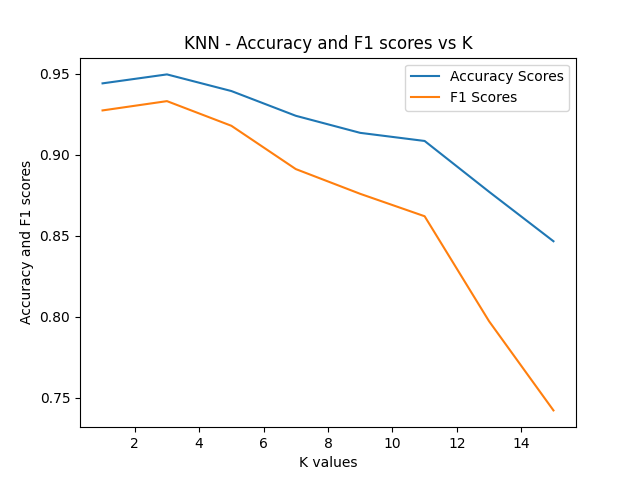 KNN - Accuracy and F1 scores vs K
Accuracy Scores
F1 Scores
Accuracy and F1 scores
0.95
0.90
0.85
0.80
0.75
2 4 6 8 10 12 14
K values